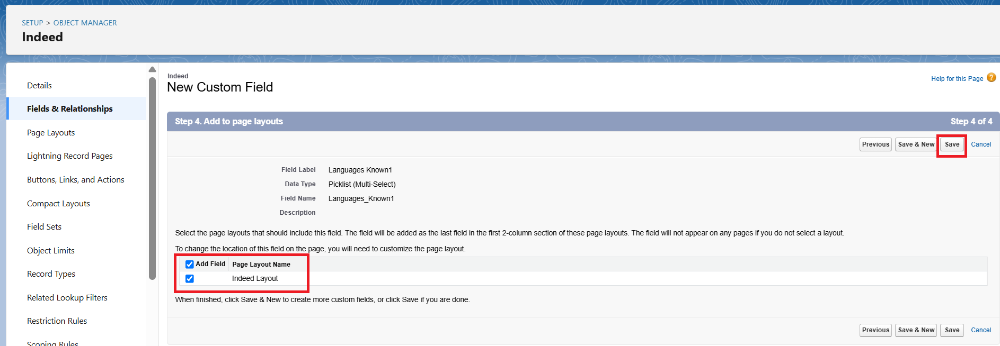 SETUP > OBJECT MANAGER
Indeed
Details
Fields & Relationships
Page Layouts
Lightning Record Pages
Buttons, Links, and Actions
Compact Layouts
Field Sets
Object Limits
Record Types
Related Lookup Filters
Restriction Rules
Scoping Rules
Indeed
New Custom Field
Help for this Page ?
Step 4. Add to page layouts Step 4 of 4
Previous Save & New Save Cancel
Field Label Languages Known1
Data Type Picklist (Multi-Select)
Field Name Languages_Known1
Description
Select the page layouts that should include this field. The field will be added as the last field in the first 2-column section of these page layouts. The field will not appear on any pages if you do not select a layout.
To change the location of this field on the page, you will need to customize the page layout.
Add Field Page Layout Name
Indeed Layout
When finished, click Save & New to create more custom fields, or click Save if you are done.
Previous Save & New Save Cancel